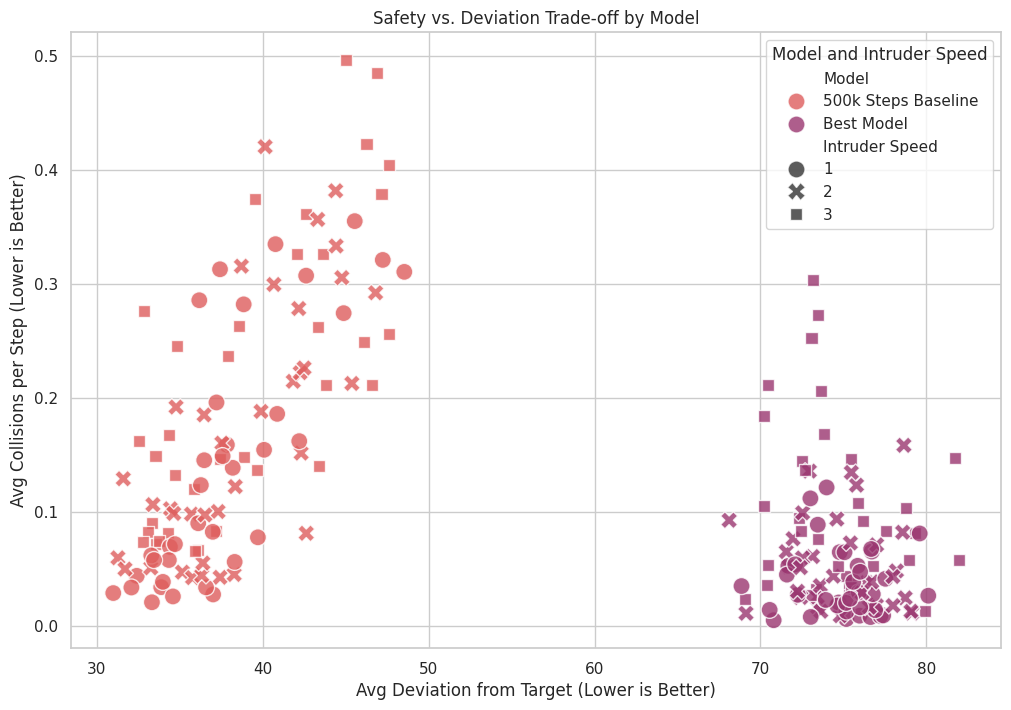 Safety vs. Deviation Trade-off by Model
Avg Collisions per Step (Lower is Better)
0.5
0.4
0.3
0.2
0.1
0.0
Model and Intruder Speed
Model
500k Steps Baseline
Best Model
Intruder Speed
1
2
3
30
40
50
60
70
80
Avg Deviation from Target (Lower is Better)